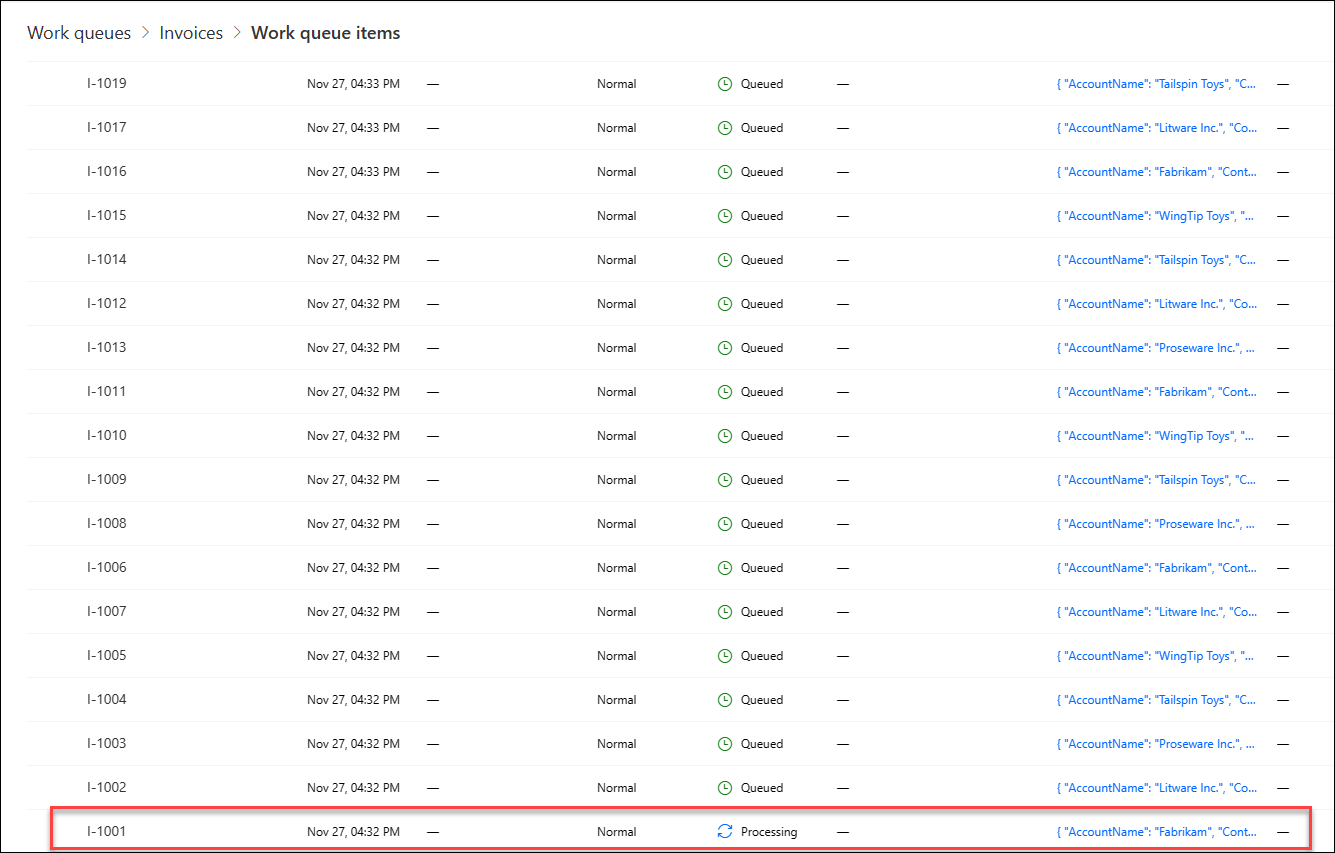 Work queues > Invoices > Work queue items
I-1019 Nov 27, 04:33 PM — Normal Queued — { "AccountName": "Tailspin Toys", "C... —
I-1017 Nov 27, 04:33 PM — Normal Queued — { "AccountName": "Litware Inc.", "Co... —
I-1016 Nov 27, 04:33 PM — Normal Queued — { "AccountName": "Fabrikam", "Cont... —
I-1015 Nov 27, 04:32 PM — Normal Queued — { "AccountName": "WingTip Toys", "... —
I-1014 Nov 27, 04:32 PM — Normal Queued — { "AccountName": "Tailspin Toys", "C... —
I-1012 Nov 27, 04:32 PM — Normal Queued — { "AccountName": "Litware Inc.", "Co... —
I-1013 Nov 27, 04:32 PM — Normal Queued — { "AccountName": "Proseware Inc.", ... —
I-1011 Nov 27, 04:32 PM — Normal Queued — { "AccountName": "Fabrikam", "Cont... —
I-1010 Nov 27, 04:32 PM — Normal Queued — { "AccountName": "WingTip Toys", "... —
I-1009 Nov 27, 04:32 PM — Normal Queued — { "AccountName": "Tailspin Toys", "C... —
I-1008 Nov 27, 04:32 PM — Normal Queued — { "AccountName": "Proseware Inc.", ... —
I-1006 Nov 27, 04:32 PM — Normal Queued — { "AccountName": "Fabrikam", "Cont... —
I-1007 Nov 27, 04:32 PM — Normal Queued — { "AccountName": "Litware Inc.", "Co... —
I-1005 Nov 27, 04:32 PM — Normal Queued — { "AccountName": "WingTip Toys", "... —
I-1004 Nov 27, 04:32 PM — Normal Queued — { "AccountName": "Tailspin Toys", "C... —
I-1003 Nov 27, 04:32 PM — Normal Queued — { "AccountName": "Proseware Inc.", ... —
I-1002 Nov 27, 04:32 PM — Normal Queued — { "AccountName": "Litware Inc.", "Co... —
I-1001 Nov 27, 04:32 PM — Normal Processing — { "AccountName": "Fabrikam", "Cont... —